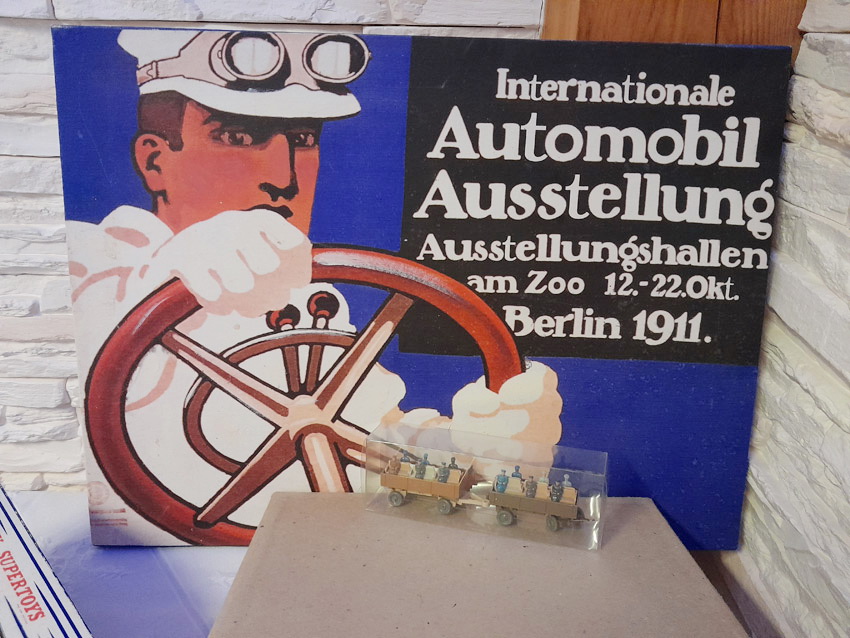 Internationale
Automobil
Ausstellung
Ausstellungshallen
am Zoo 12.-22.Okt.
Berlin 1911.
SUPERTOYS